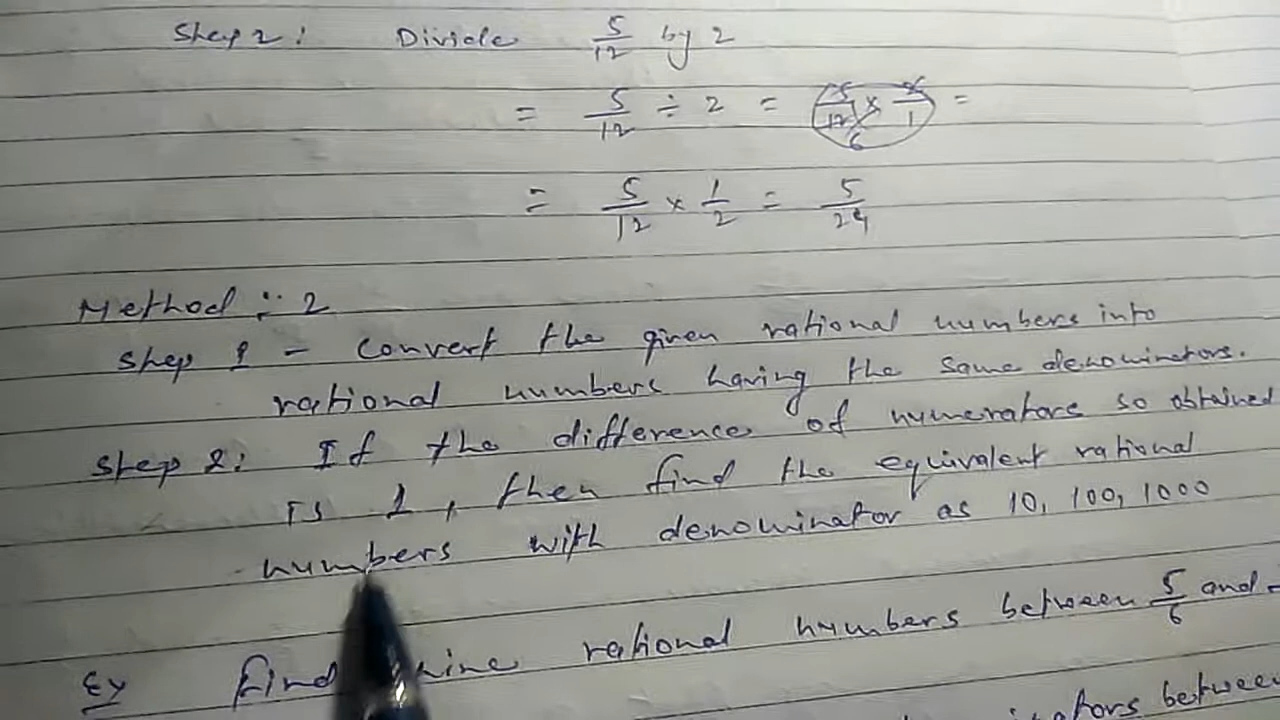 Step 2: Divide 5/12 by 2
= 5/12 ÷ 2 = 5/12 × 2/1 =
6
= 5/12 × 1/2 = 5/24
Method : 2
Step 1 - Convert the given rational numbers into
rational numbers having the same denominators.
Step 2: If the difference of numerators so obtained
is 1, then find the equivalent rational
numbers with denominator as 10, 100, 1000
Ex Find nine rational numbers between 5/6 and
between